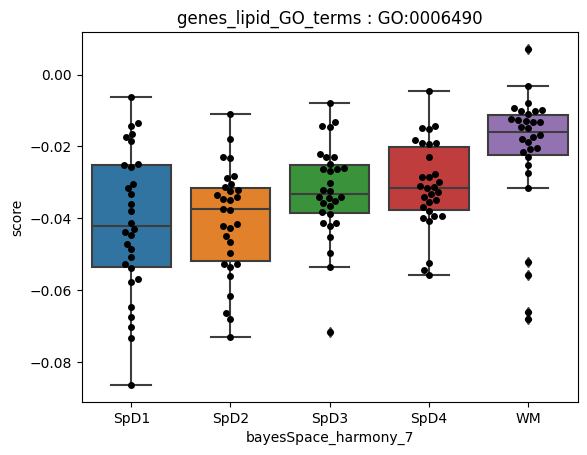 genes_lipid_GO_terms : GO:0006490
0.00
−0.02
−0.04
−0.06
−0.08
score
SpD1 SpD2 SpD3 SpD4 WM
bayesSpace_harmony_7